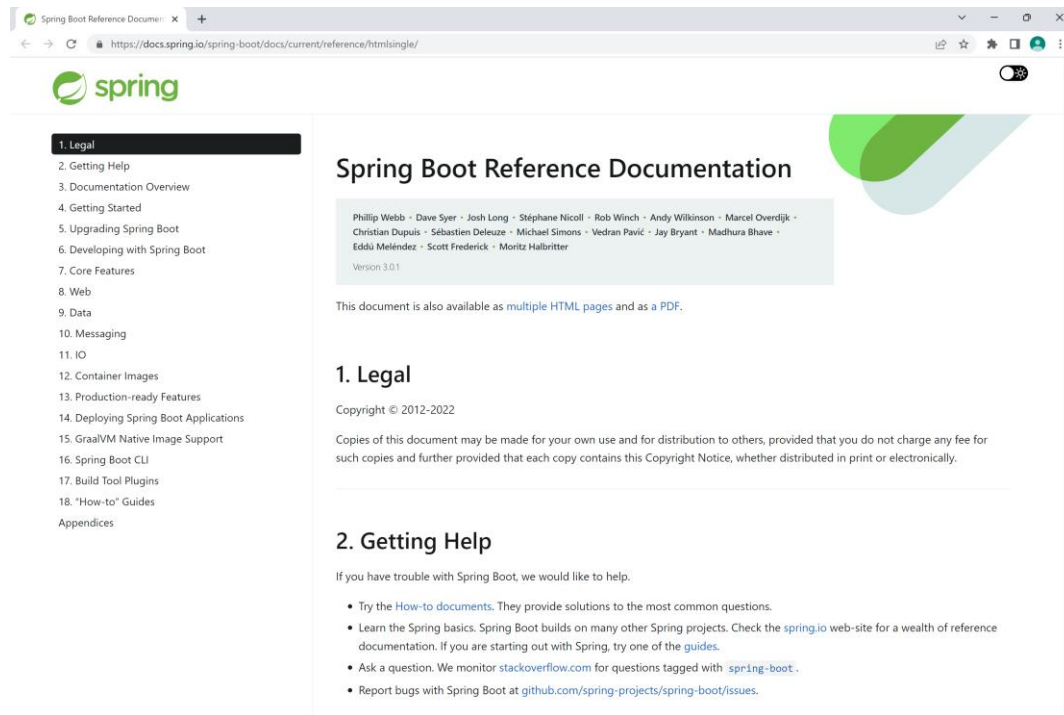 Spring Boot Reference Documen
https://docs.spring.io/spring-boot/docs/current/reference/htmlsingle/
spring
1. Legal
2. Getting Help
3. Documentation Overview
4. Getting Started
5. Upgrading Spring Boot
6. Developing with Spring Boot
7. Core Features
8. Web
9. Data
10. Messaging
11. IO
12. Container Images
13. Production-ready Features
14. Deploying Spring Boot Applications
15. GraalVM Native Image Support
16. Spring Boot CLI
17. Build Tool Plugins
18. "How-to" Guides
Appendices
Spring Boot Reference Documentation
Phillip Webb · Dave Syer · Josh Long · Stéphane Nicoll · Rob Winch · Andy Wilkinson · Marcel Overdijk ·
Christian Dupuis · Sébastien Deleuze · Michael Simons · Vedran Pavić · Jay Bryant · Madhura Bhave ·
Eddú Meléndez · Scott Frederick · Moritz Halbritter
Version 3.0.1
This document is also available as multiple HTML pages and as a PDF.
1. Legal
Copyright © 2012-2022
Copies of this document may be made for your own use and for distribution to others, provided that you do not charge any fee for
such copies and further provided that each copy contains this Copyright Notice, whether distributed in print or electronically.
2. Getting Help
If you have trouble with Spring Boot, we would like to help.
• Try the How-to documents. They provide solutions to the most common questions.
• Learn the Spring basics. Spring Boot builds on many other Spring projects. Check the spring.io web-site for a wealth of reference
documentation. If you are starting out with Spring, try one of the guides.
• Ask a question. We monitor stackoverflow.com for questions tagged with spring-boot.
• Report bugs with Spring Boot at github.com/spring-projects/spring-boot/issues.